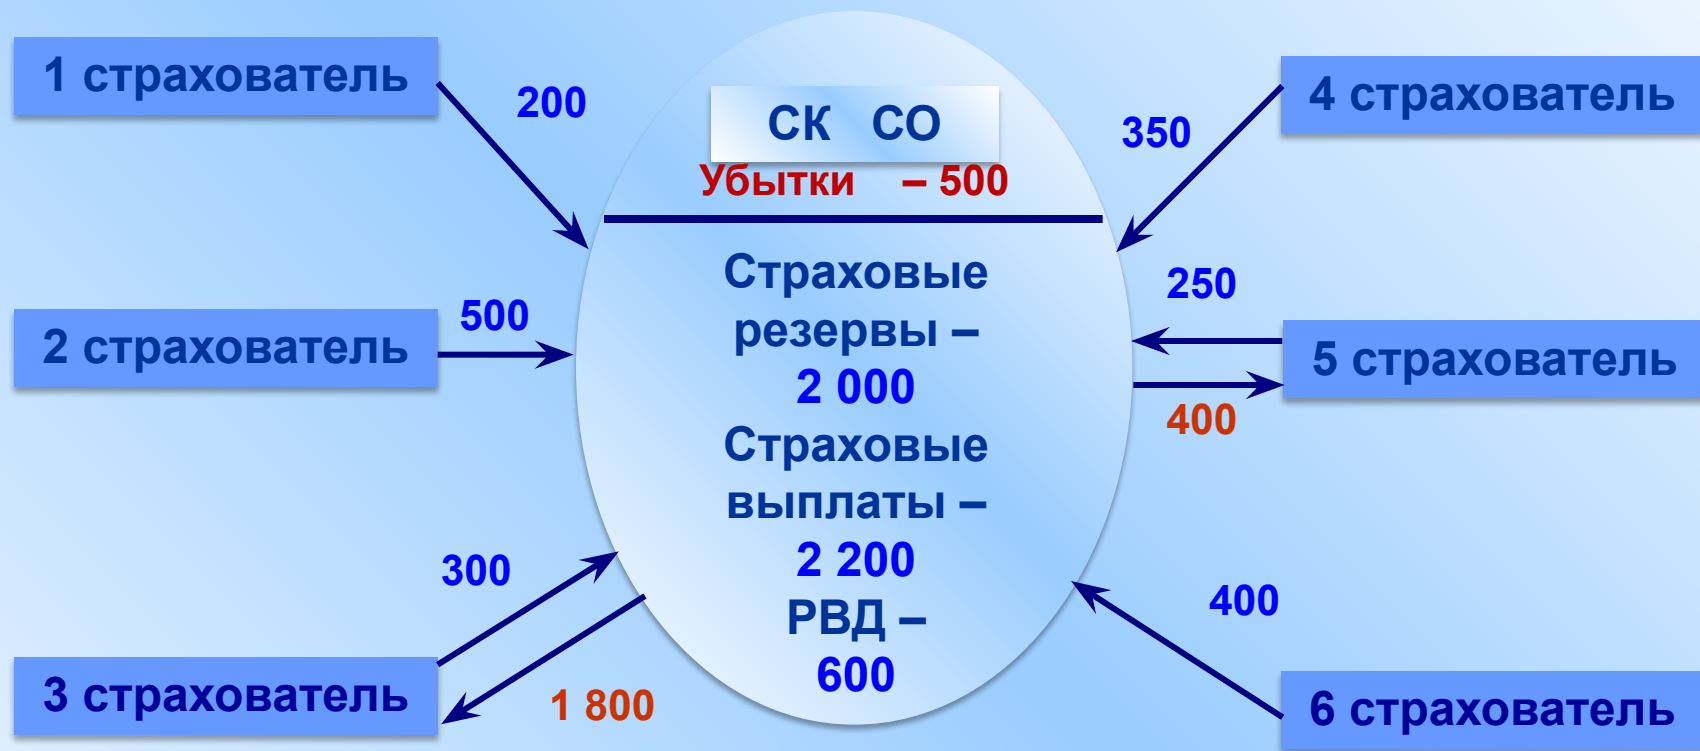 1 страхователь
200
2 страхователь
500
3 страхователь
300
1 800
СК СО
Убытки – 500
Страховые
резервы –
2 000
Страховые
выплаты –
2 200
РВД –
600
4 страхователь
350
5 страхователь
250
400
6 страхователь
400